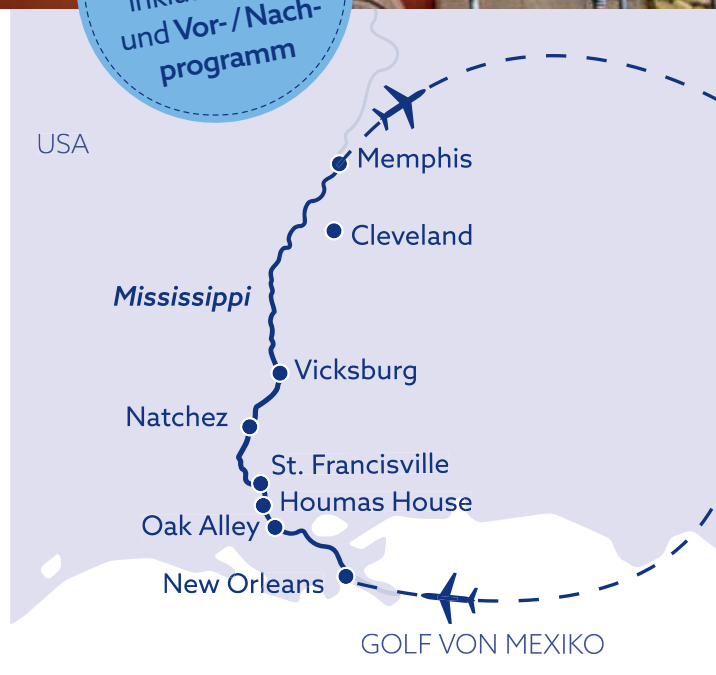 und Vor- / Nach-
programm
USA
Memphis
Cleveland
Mississippi
Vicksburg
Natchez
St. Francisville
Houmas House
Oak Alley
New Orleans
GOLF VON MEXIKO